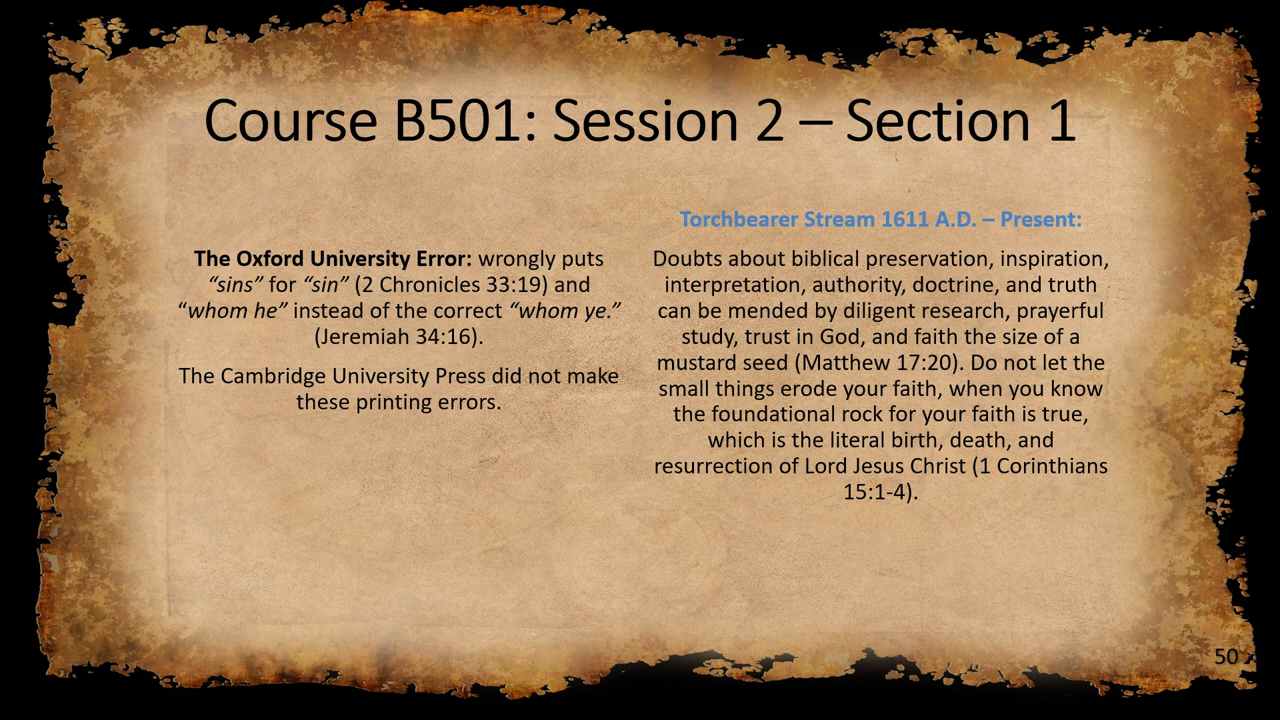 Course B501: Session 2 – Section 1
The Oxford University Error: wrongly puts
“sins” for “sin” (2 Chronicles 33:19) and
“whom he” instead of the correct “whom ye.”
(Jeremiah 34:16).
The Cambridge University Press did not make
these printing errors.
Torchbearer Stream 1611 A.D. – Present:
Doubts about biblical preservation, inspiration,
interpretation, authority, doctrine, and truth
can be mended by diligent research, prayerful
study, trust in God, and faith the size of a
mustard seed (Matthew 17:20). Do not let the
small things erode your faith, when you know
the foundational rock for your faith is true,
which is the literal birth, death, and
resurrection of Lord Jesus Christ (1 Corinthians
15:1-4).
50